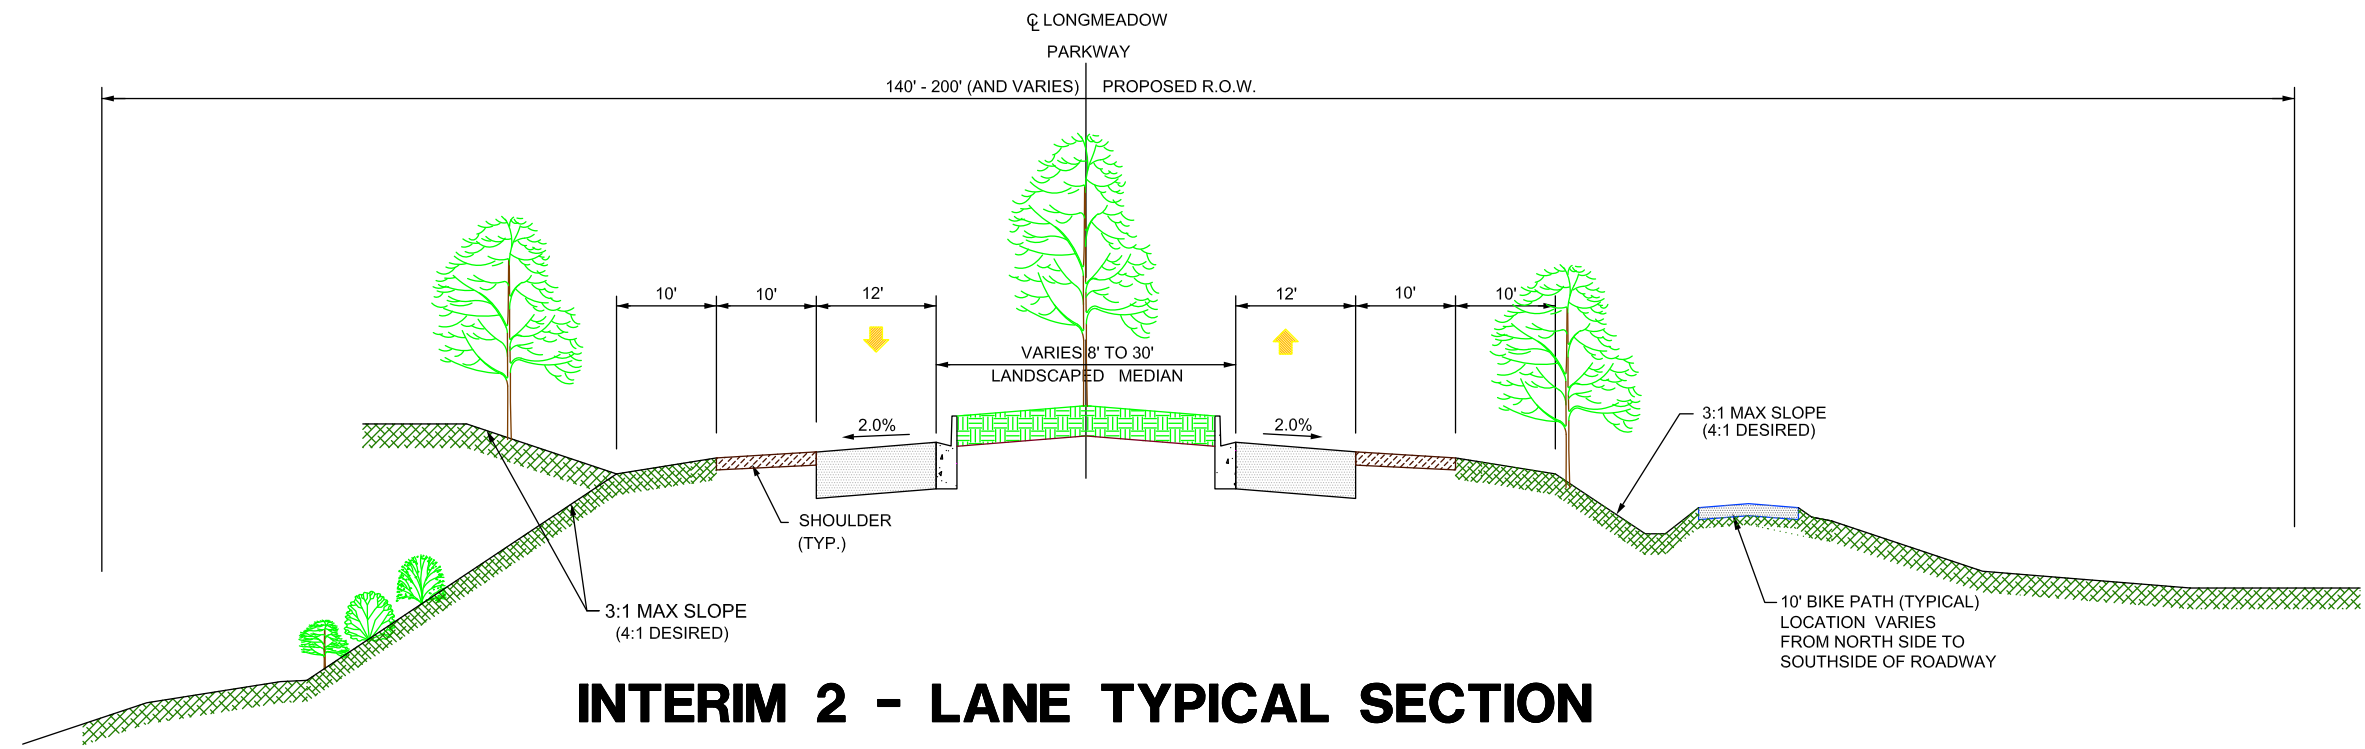 ℄ LONGMEADOW
PARKWAY
140' - 200' (AND VARIES) PROPOSED R.O.W.
10' 10' 12' 12' 10' 10'
VARIES 8' TO 30'
LANDSCAPED MEDIAN
2.0% 2.0%
3:1 MAX SLOPE
(4:1 DESIRED)
SHOULDER
(TYP.)
3:1 MAX SLOPE
(4:1 DESIRED)
10' BIKE PATH (TYPICAL)
LOCATION VARIES
FROM NORTH SIDE TO
SOUTHSIDE OF ROADWAY
INTERIM 2 - LANE TYPICAL SECTION